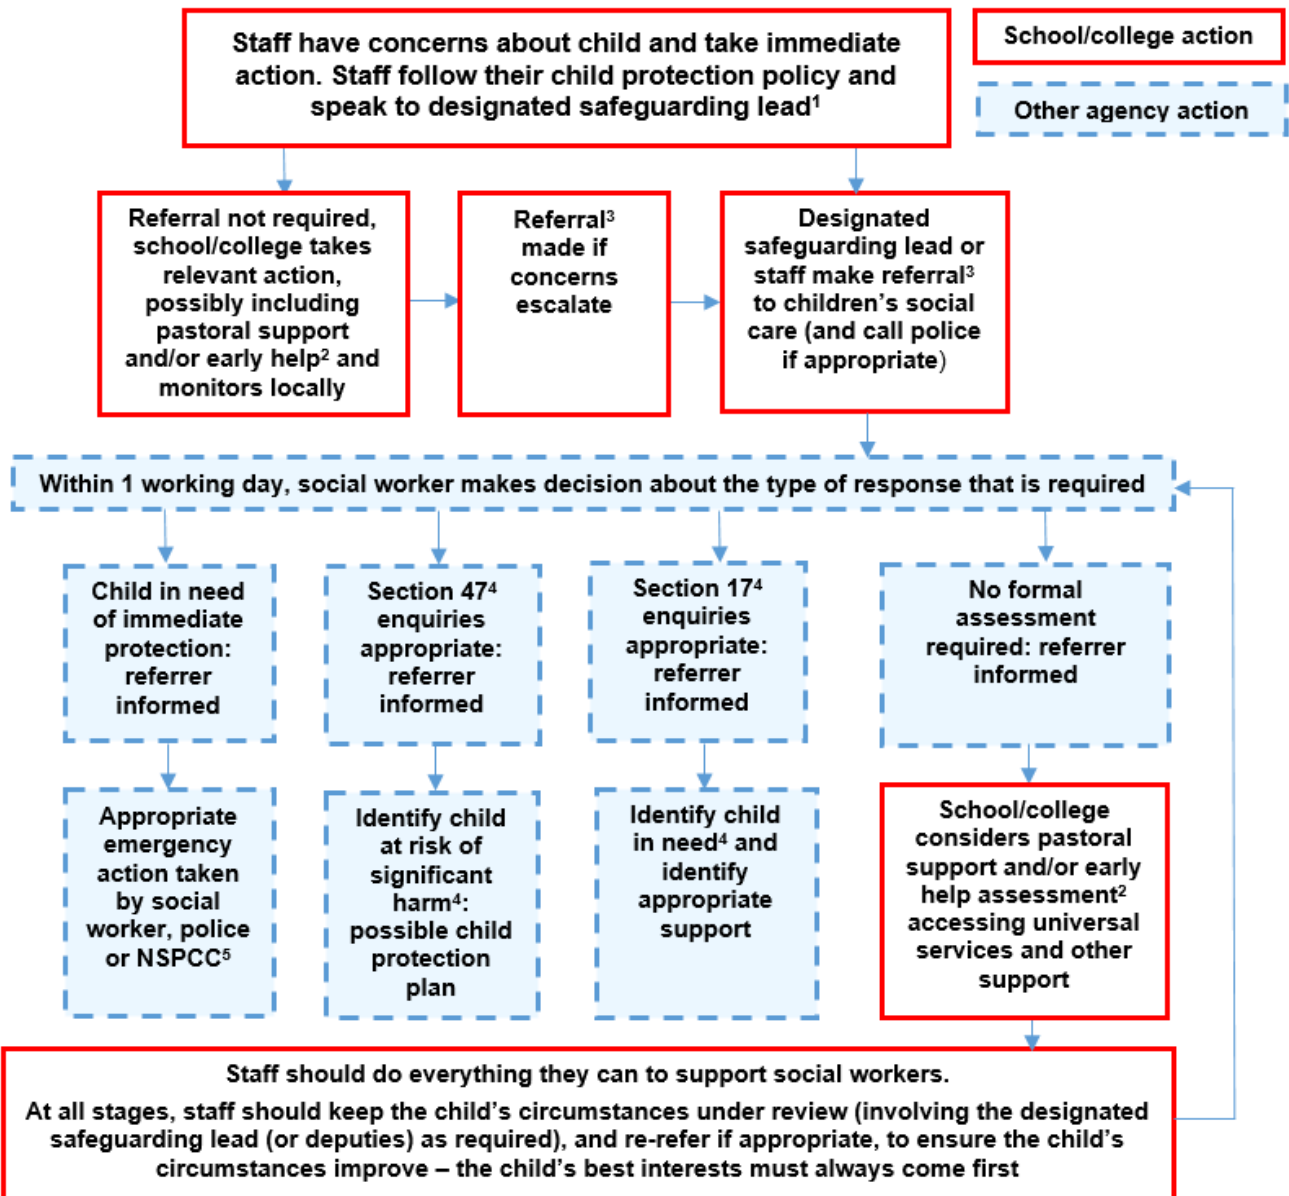 Staff have concerns about child and take immediate
action. Staff follow their child protection policy and
speak to designated safeguarding lead¹
School/college action
Other agency action
Referral not required,
school/college takes
relevant action,
possibly including
pastoral support
and/or early help² and
monitors locally
Referral³
made if
concerns
escalate
Designated
safeguarding lead or
staff make referral³
to children’s social
care (and call police
if appropriate)
Within 1 working day, social worker makes decision about the type of response that is required
Child in need
of immediate
protection:
referrer
informed
Section 47⁴
enquiries
appropriate:
referrer
informed
Section 17⁴
enquiries
appropriate:
referrer
informed
No formal
assessment
required: referrer
informed
Appropriate
emergency
action taken
by social
worker, police
or NSPCC⁵
Identify child
at risk of
significant
harm⁴:
possible child
protection
plan
Identify child
in need⁴ and
identify
appropriate
support
School/college
considers pastoral
support and/or early
help assessment²
accessing universal
services and other
support
Staff should do everything they can to support social workers.
At all stages, staff should keep the child’s circumstances under review (involving the designated
safeguarding lead (or deputies) as required), and re-refer if appropriate, to ensure the child’s
circumstances improve – the child’s best interests must always come first